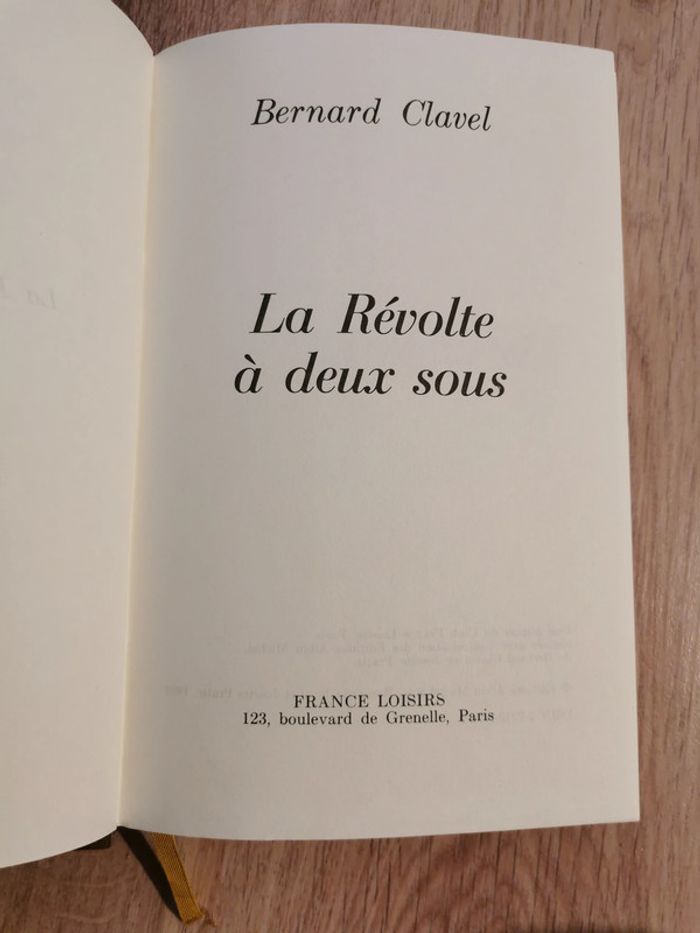 Bernard Clavel
La Révolte
à deux sous
FRANCE LOISIRS
123, boulevard de Grenelle, Paris